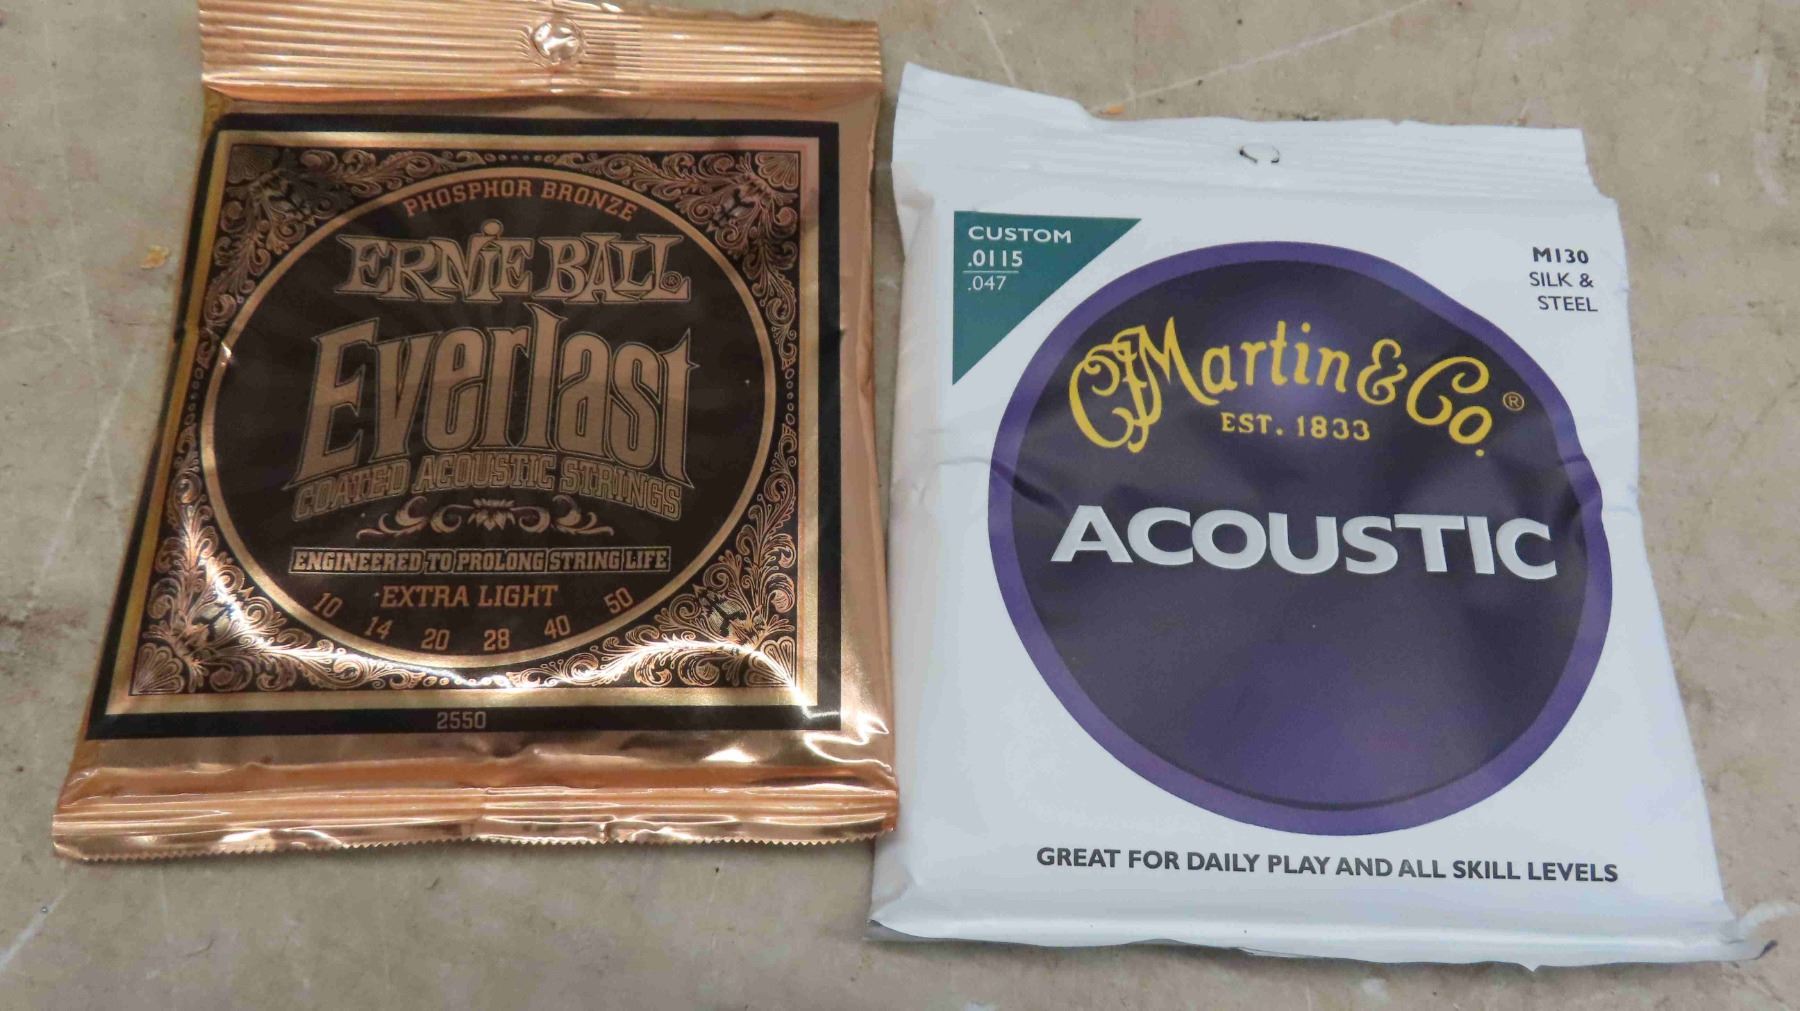 PHOSPHOR BRONZE
ERNIE BALL®
Everlast
COATED ACOUSTIC STRINGS
ENGINEERED TO PROLONG STRING LIFE
EXTRA LIGHT
10 14 20 28 40 50
2550
CUSTOM
.0115
.047
M130
SILK &
STEEL
CF Martin & Co.®
EST. 1833
ACOUSTIC
GREAT FOR DAILY PLAY AND ALL SKILL LEVELS